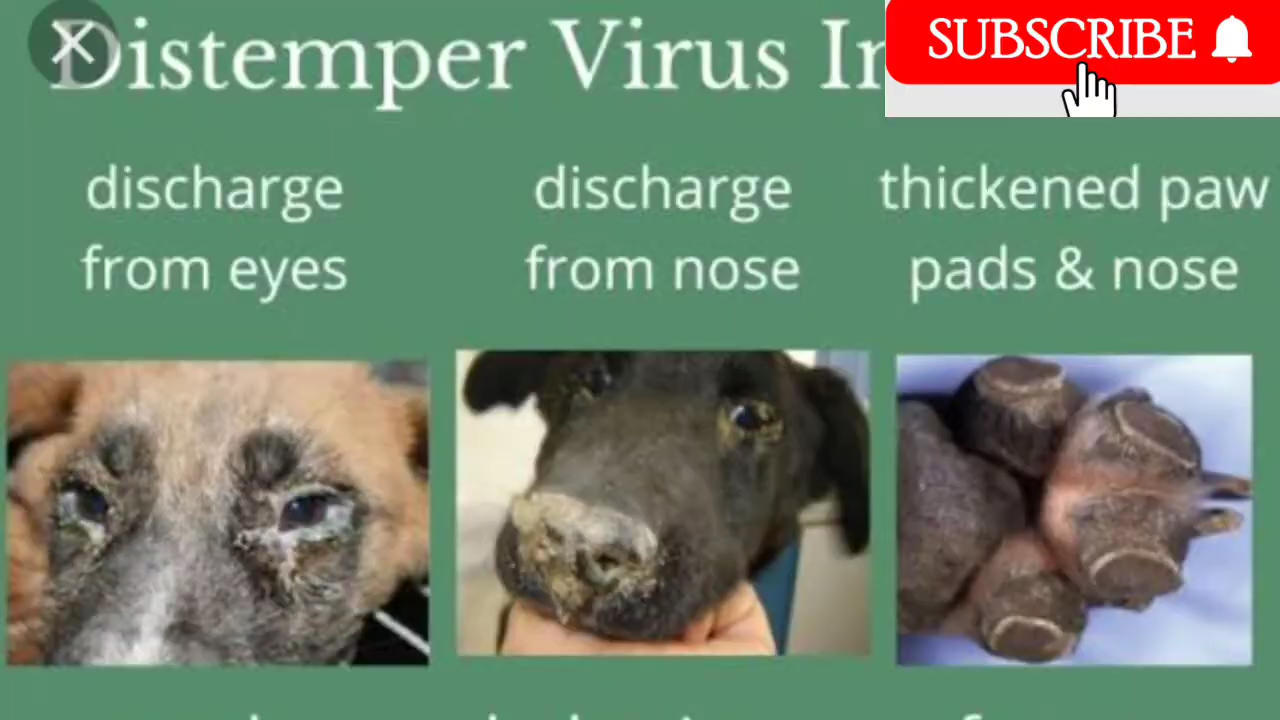 Distemper Virus In
SUBSCRIBE
discharge
from eyes
discharge
from nose
thickened paw
pads & nose